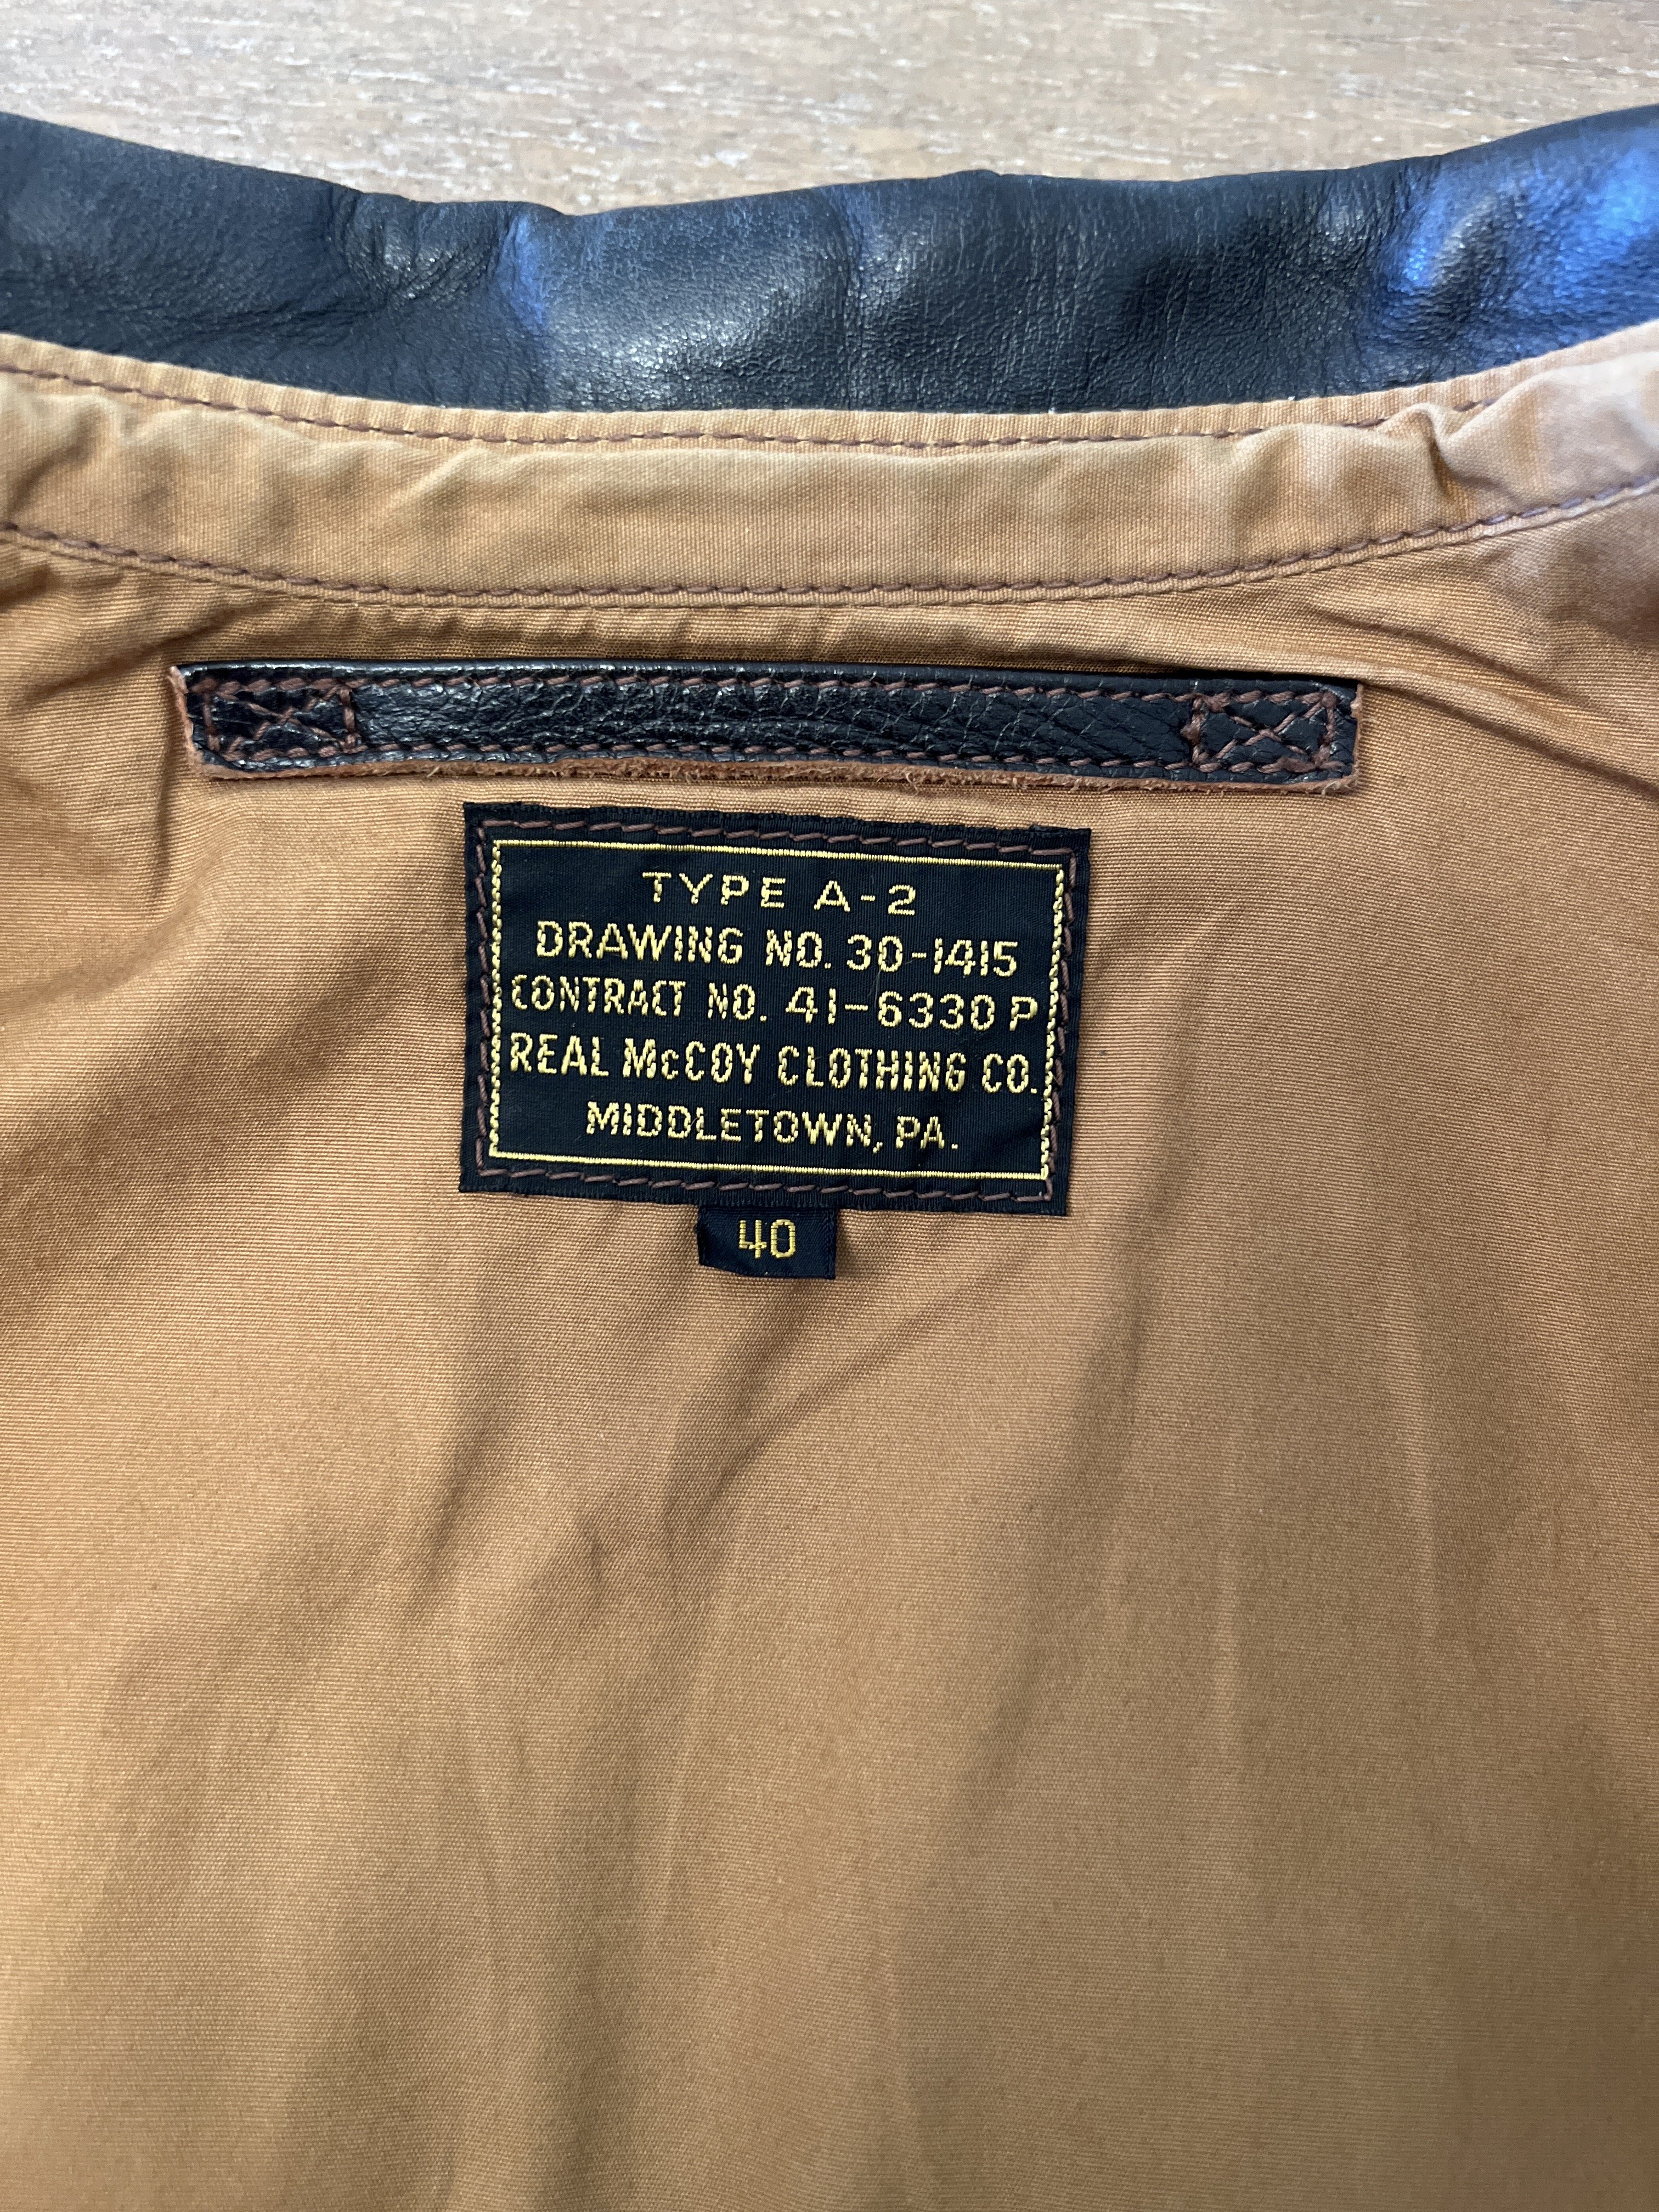 TYPE A-2
DRAWING NO. 30-1415
CONTRACT NO. 41-6330 P
REAL McCOY CLOTHING CO.
MIDDLETOWN, PA.
40